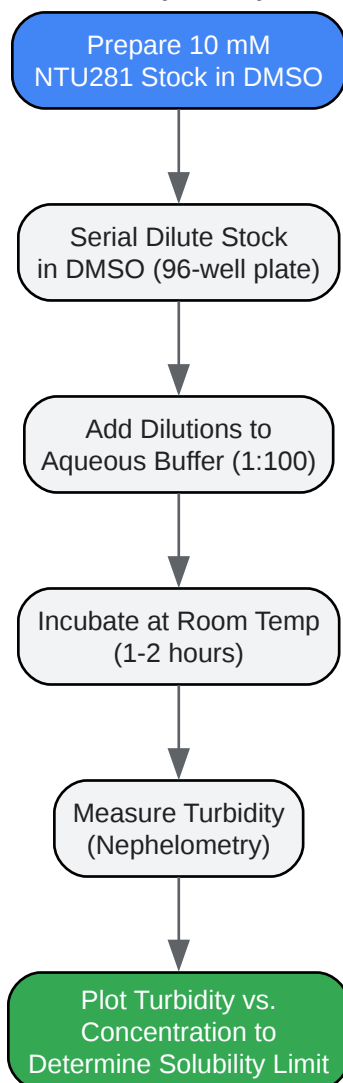 Prepare 10 mM
NTU281 Stock in DMSO
Serial Dilute Stock
in DMSO (96-well plate)
Add Dilutions to
Aqueous Buffer (1:100)
Incubate at Room Temp
(1-2 hours)
Measure Turbidity
(Nephelometry)
Plot Turbidity vs.
Concentration to
Determine Solubility Limit